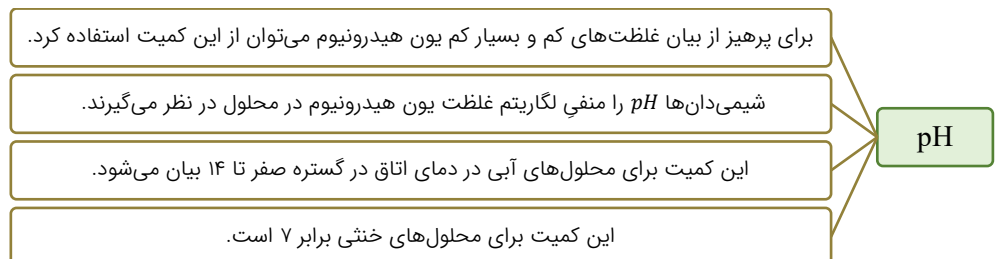 برای پرهیز از بیان غلظت‌های کم و بسیار کم یون هیدرونیوم می‌توان از این کمیت استفاده کرد.
شیمی‌دان‌ها pH را منفیِ لگاریتم غلظت یون هیدرونیوم در محلول در نظر می‌گیرند.
pH
این کمیت برای محلول‌های آبی در دمای اتاق در گستره صفر تا ۱۴ بیان می‌شود.
این کمیت برای محلول‌های خنثی برابر ۷ است.